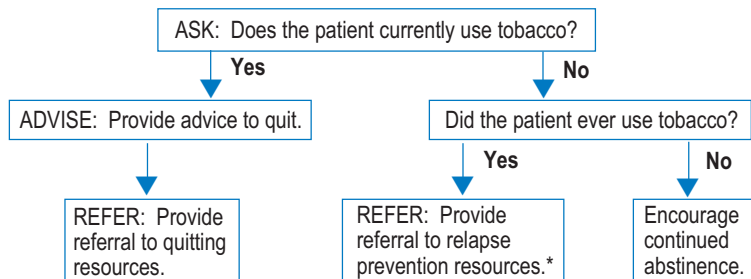 ASK: Does the patient currently use tobacco?
Yes
No
ADVISE: Provide advice to quit.
Did the patient ever use tobacco?
Yes
No
REFER: Provide
referral to quitting
resources.
REFER: Provide
referral to relapse
prevention resources.*
Encourage
continued
abstinence.